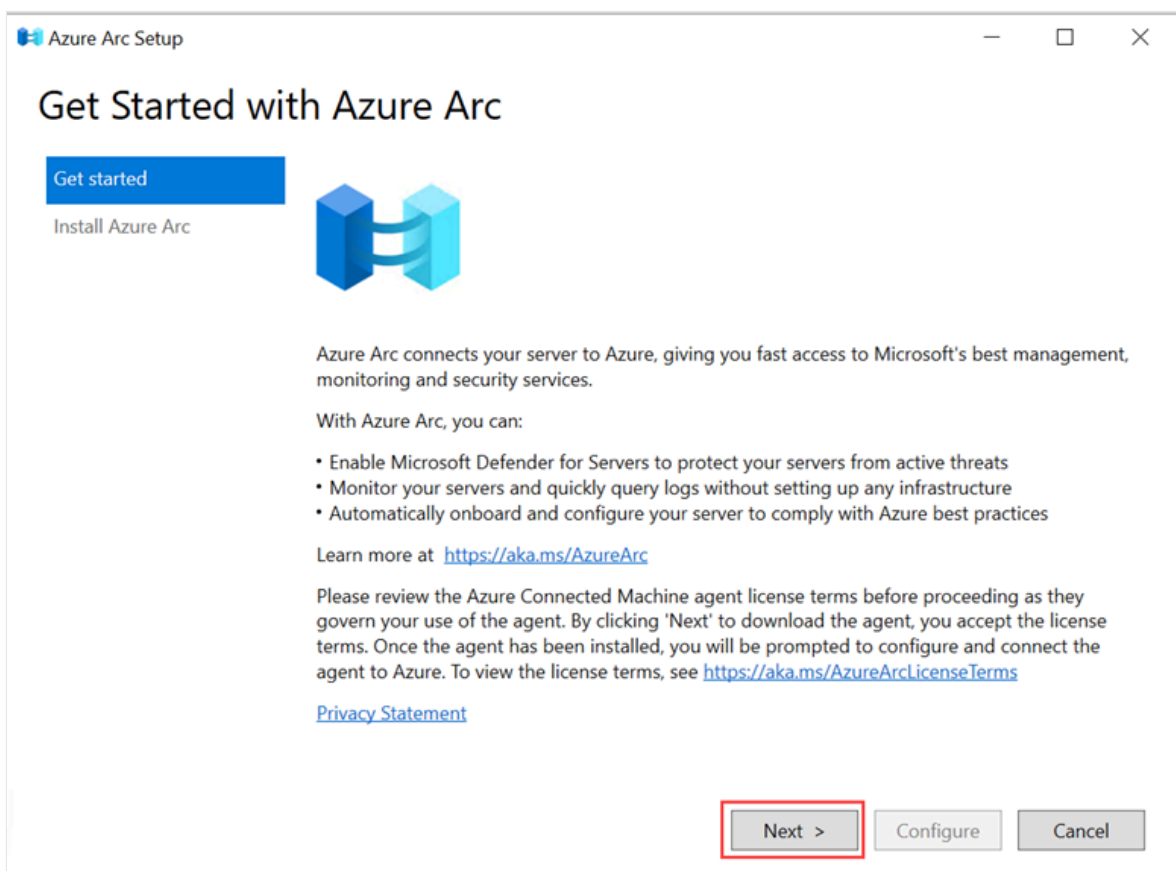 Azure Arc Setup
Get Started with Azure Arc
Get started
Install Azure Arc
Azure Arc connects your server to Azure, giving you fast access to Microsoft's best management,
monitoring and security services.
With Azure Arc, you can:
• Enable Microsoft Defender for Servers to protect your servers from active threats
• Monitor your servers and quickly query logs without setting up any infrastructure
• Automatically onboard and configure your server to comply with Azure best practices
Learn more at https://aka.ms/AzureArc
Please review the Azure Connected Machine agent license terms before proceeding as they
govern your use of the agent. By clicking 'Next' to download the agent, you accept the license
terms. Once the agent has been installed, you will be prompted to configure and connect the
agent to Azure. To view the license terms, see https://aka.ms/AzureArcLicenseTerms
Privacy Statement
Next >
Configure
Cancel